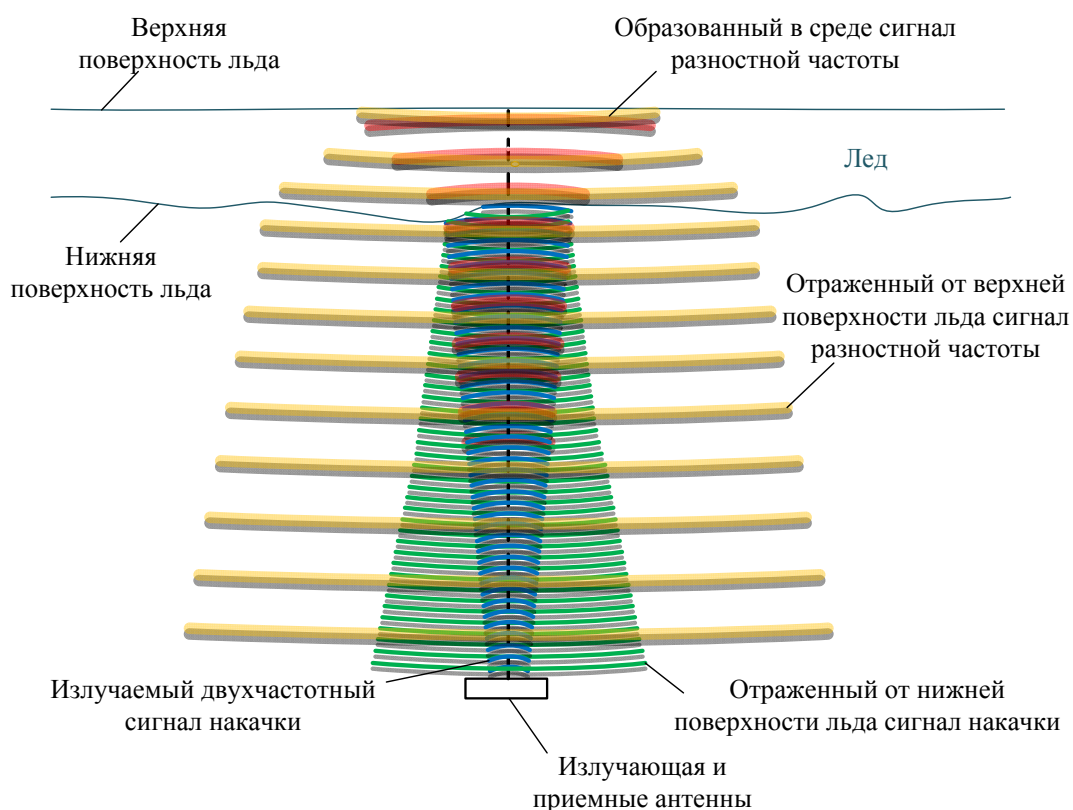 Верхняя
поверхность льда
Образованный в среде сигнал
разностной частоты
Лед
Нижняя
поверхность льда
Отраженный от верхней
поверхности льда сигнал
разностной частоты
Излучаемый двухчастотный
сигнал накачки
Отраженный от нижней
поверхности льда сигнал накачки
Излучающая и
приемные антенны